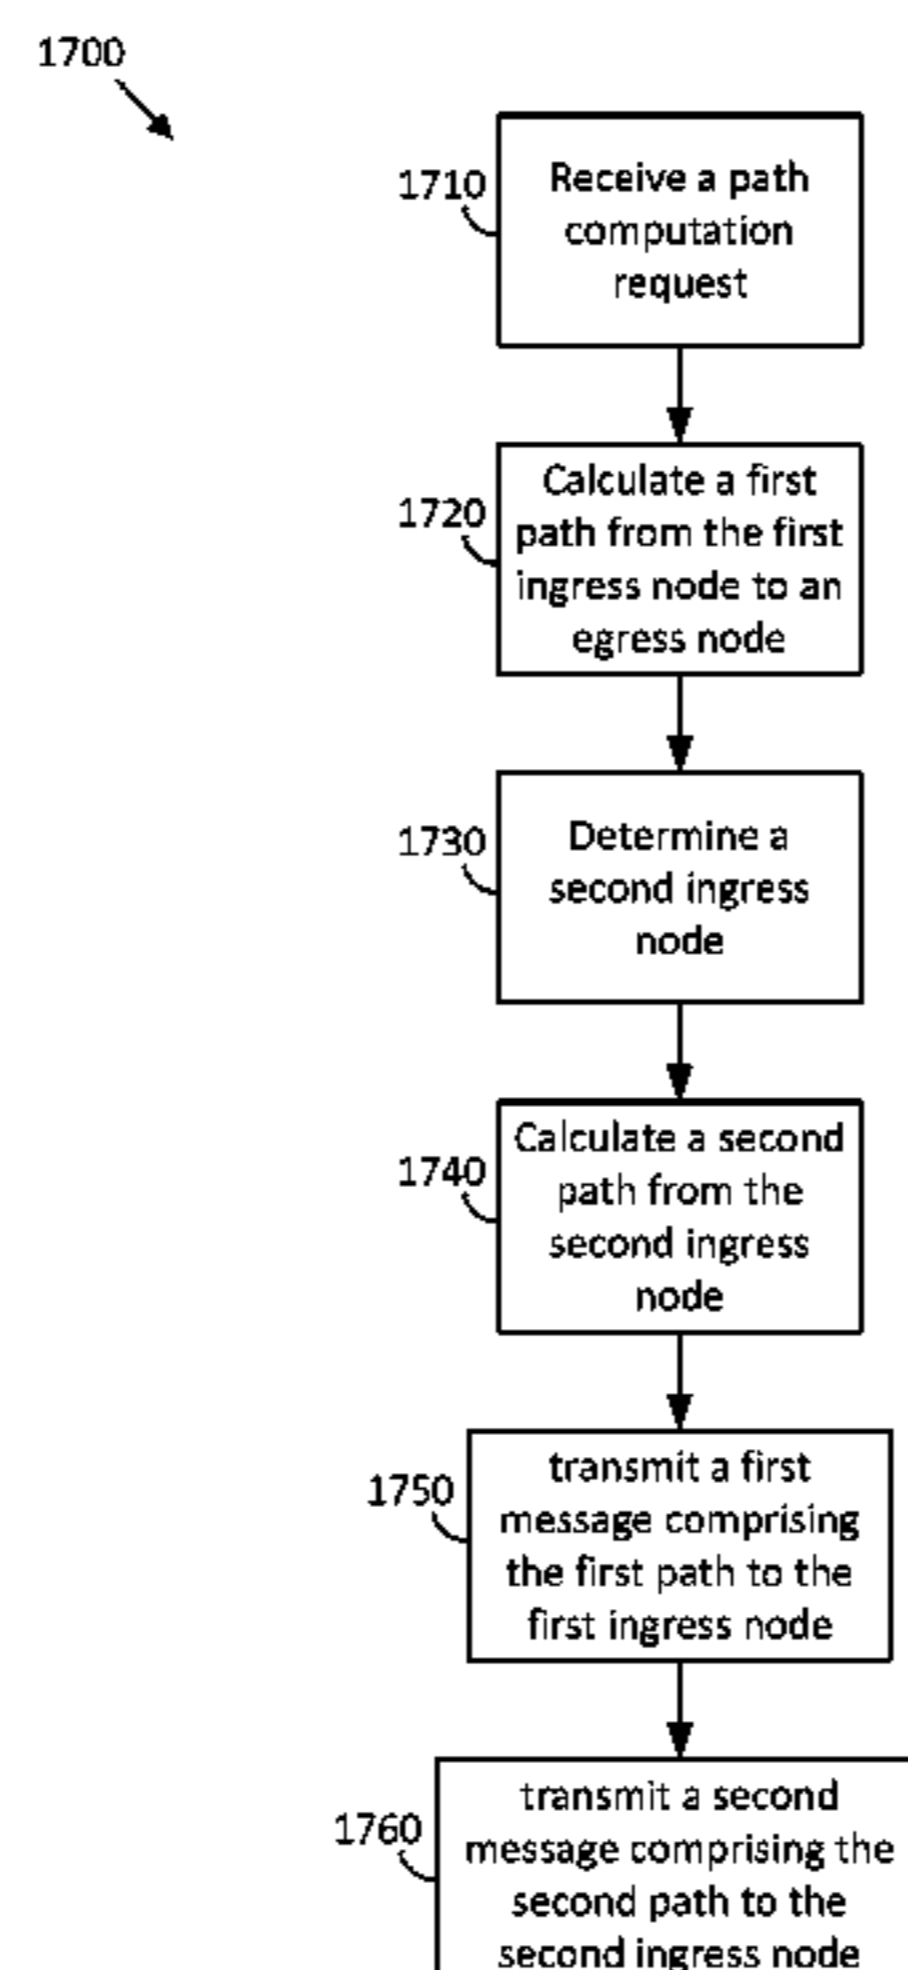 1700
1710
Receive a path
computation
request
1720
Calculate a first
path from the first
ingress node to an
egress node
1730
Determine a
second ingress
node
1740
Calculate a second
path from the
second ingress
node
1750
transmit a first
message comprising
the first path to the
first ingress node
1760
transmit a second
message comprising the
second path to the
second ingress node